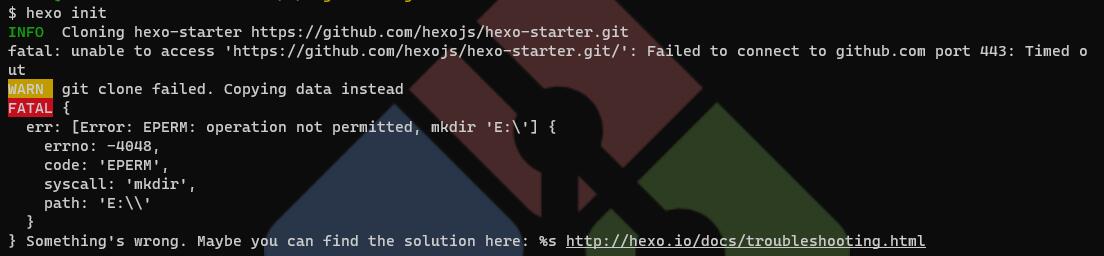 $ hexo init
INFO  Cloning hexo-starter https://github.com/hexojs/hexo-starter.git
fatal: unable to access 'https://github.com/hexojs/hexo-starter.git/': Failed to connect to github.com port 443: Timed o
ut
WARN  git clone failed. Copying data instead
FATAL {
  err: [Error: EPERM: operation not permitted, mkdir 'E:\'] {
    errno: -4048,
    code: 'EPERM',
    syscall: 'mkdir',
    path: 'E:\\'
  }
} Something's wrong. Maybe you can find the solution here: %s http://hexo.io/docs/troubleshooting.html